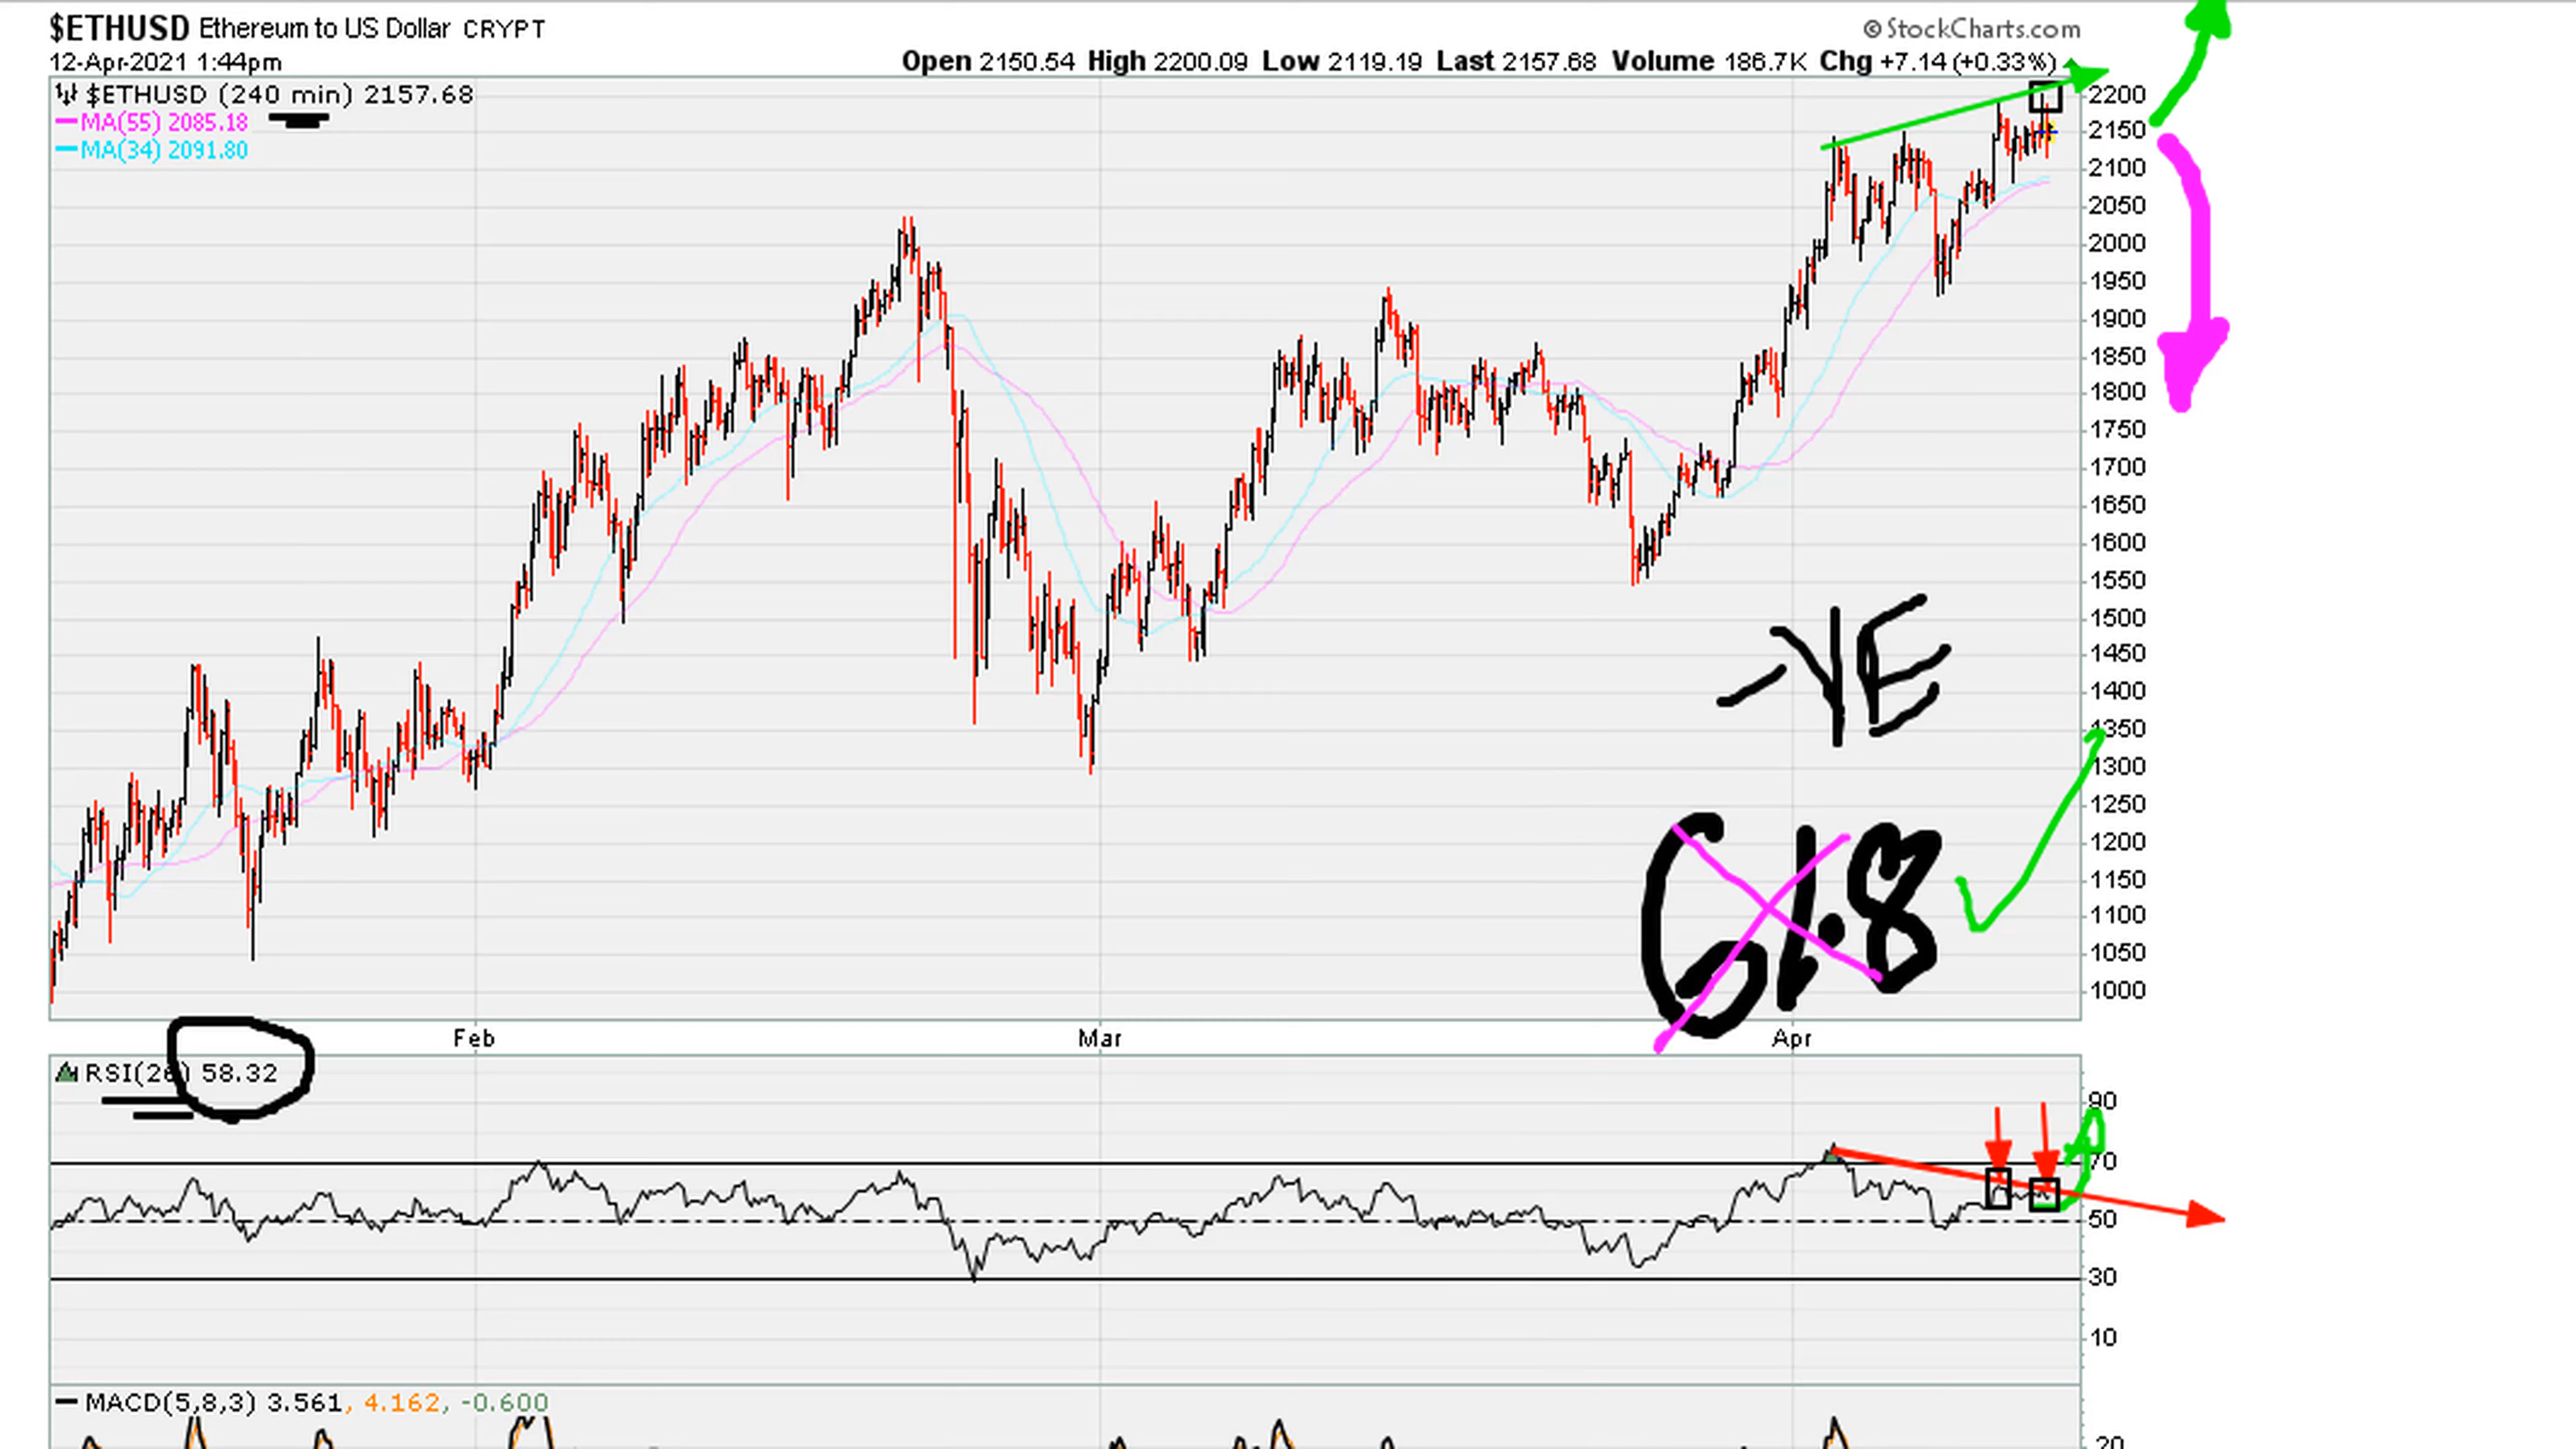 $ETHUSD Ethereum to US Dollar CRYPT
© StockCharts.com
12-Apr-2021 1:44pm
Open 2150.54 High 2200.09 Low 2119.19 Last 2157.68 Volume 186.7K Chg +7.14 (+0.33%)
$ETHUSD (240 min) 2157.68
MA(55) 2085.18
MA(34) 2091.80
2200
2150
2100
2050
2000
1950
1900
1850
1800
1750
1700
1650
1600
1550
1500
1450
1400
1350
1300
1250
1200
1150
1100
1050
1000
-VE
61.8
Feb
Mar
Apr
RSI(26) 58.32
90
70
50
30
10
MACD(5,8,3) 3.561, 4.162, -0.600
20